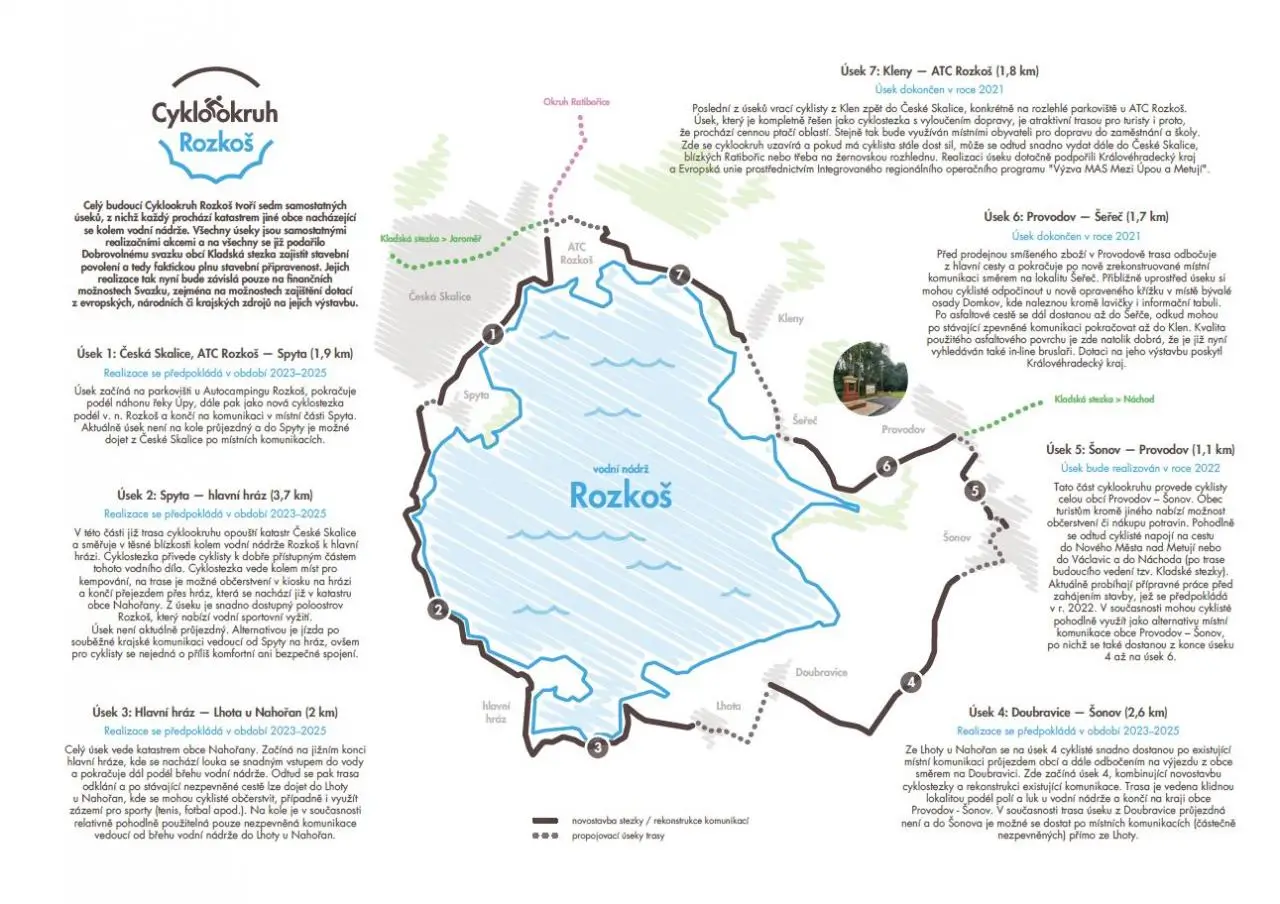 Cyklookruh
Rozkoš
Celý budoucí Cyklookruh Rozkoš tvoří sedm samostatných
úseků, z nichž každý prochází katastrem jiné obce nacházející
se kolem vodní nádrže. Všechny úseky jsou samostatnými
realizačními akcemi a na všechny se již podařilo
Dobrovolnému svazku obcí Kladská stezka zajistit stavební
povolení a tedy faktickou plnu stavební připravenost. Jejich
realizace tak nyní bude závislá pouze na finančních
možnostech Svazku, zejména na možnostech zajištění dotací
z evropských, národních či krajských zdrojů na jejich výstavbu.
Úsek 1: Česká Skalice, ATC Rozkoš — Spyta (1,9 km)
Realizace se předpokládá v období 2023–2025
Úsek začíná na parkovišti u Autocampingu Rozkoš, pokračuje
podél náhonu řeky Úpy, dále pak jako nová cyklostezka
podél v. n. Rozkoš a končí na komunikaci v místní části Spyta.
Aktuálně úsek není na kole průjezdný a do Spyty je možné
dojet z České Skalice po místních komunikacích.
Úsek 2: Spyta — hlavní hráz (3,7 km)
Realizace se předpokládá v období 2023–2025
V této části již trasa cyklookruhu opouští katastr České Skalice
a směřuje v těsné blízkosti kolem vodní nádrže Rozkoš k hlavní
hrázi. Cyklostezka přivede cyklisty k dobře přístupným částem
tohoto vodního díla. Cyklostezka vede kolem míst pro
kempování, na trase je možné občerstvení v kiosku na hrázi
a končí přejezdem přes hráz, která se nachází již v katastru
obce Nahořany. Z úseku je snadno dostupný poloostrov
Rozkoš, který nabízí vodní sportovní vyžití.
Úsek není aktuálně průjezdný. Alternativou je jízda po
souběžné krajské komunikaci vedoucí od Spyty na hráz, ovšem
pro cyklisty se nejedná o příliš komfortní ani bezpečné spojení.
Úsek 3: Hlavní hráz — Lhota u Nahořan (2 km)
Realizace se předpokládá v období 2023–2025
Celý úsek vede katastrem obce Nahořany. Začíná na jižním konci
hlavní hráze, kde se nachází louka se snadným vstupem do vody
a pokračuje dál podél břehu vodní nádrže. Odtud se pak trasa
odkláni a po stávající nezpevněné cestě lze dojet do Lhoty
u Nahořan, kde se mohou cyklisté občerstvit, případně i využít
zázemí pro sporty (tenis, fotbal apod.). Na kole je v současnosti
relativně pohodlně použitelná pouze nezpevněná komunikace
vedoucí od břehu vodní nádrže do Lhoty u Nahořan.
Okruh Ratibořice
Kladská stezka > Jaroměř
ATC
Rozkoš
Česká Skalice
7
Kleny
1
Spyta
Šeřeč
Provodov
Kladská stezka > Náchod
6
5
vodní nádrž
Rozkoš
Šonov
2
Doubravice
4
hlavní
hráz
Lhota
3
novostavba stezky / rekonstrukce komunikací
propojovací úseky trasy
Úsek 7: Kleny — ATC Rozkoš (1,8 km)
Úsek dokončen v roce 2021
Poslední z úseků vrací cyklisty z Klen zpět do České Skalice, konkrétně na rozlehlé parkoviště u ATC Rozkoš.
Úsek, který je kompletně řešen jako cyklostezka s vyloučením dopravy, je atraktivní trasou pro turisty i proto,
že prochází cennou ptačí oblastí. Stejně tak bude využíván místními obyvateli pro dopravu do zaměstnání a školy.
Zde se cyklookruh uzavírá a pokud má cyklista stále dost sil, může se odtud snadno vydat dále do České Skalice,
blízkých Ratibořic nebo třeba na žernovskou rozhlednu. Realizaci úseku dotačně podpořili Královéhradecký kraj
a Evropská unie prostřednictvím Integrovaného regionálního operačního programu "Výzva MAS Mezi Úpou a Metují".
Úsek 6: Provodov — Šeřeč (1,7 km)
Úsek dokončen v roce 2021
Před prodejnou smíšeného zboží v Provodově trasa odbočuje
z hlavní cesty a pokračuje po nově zrekonstruované místní
komunikaci směrem na lokalitu Šeřeč. Přibližně uprostřed úseku si
mohou cyklisté odpočinout u nově opraveného křížku v místě bývalé
osady Domkov, kde naleznou kromě lavičky i informační tabuli.
Po asfaltové cestě se dál dostanou až do Šeřče, odkud mohou
po stávající zpevněné komunikaci pokračovat až do Klen. Kvalita
použitého asfaltového povrchu je zde natolik dobrá, že je již nyní
vyhledáván také in-line bruslaři. Dotaci na jeho výstavbu poskytl
Královéhradecký kraj.
Úsek 5: Šonov — Provodov (1,1 km)
Úsek bude realizován v roce 2022
Tato část cyklookruhu provede cyklisty
celou obcí Provodov – Šonov. Obec
turistům kromě jiného nabízí možnost
občerstvení či nákupu potravin. Pohodlně
se odtud cyklisté napojí na cestu
do Nového Města nad Metují nebo
do Václavic a do Náchoda (po trase
budoucího vedení tzv. Kladské stezky).
Aktuálně probíhají přípravné práce před
zahájením stavby, jež se předpokládá
v r. 2022. V současnosti mohou cyklisté
pohodlně využít jako alternativu místní
komunikace obce Provodov – Šonov,
po nichž se také dostanou z konce úseku
4 až na úsek 6.
Úsek 4: Doubravice — Šonov (2,6 km)
Realizace se předpokládá v období 2023–2025
Ze Lhoty u Nahořan se na úsek 4 cyklisté snadno dostanou po existující
místní komunikaci průjezdem obcí a dále odbočením na výjezdu z obce
směrem na Doubravici. Zde začíná úsek 4, kombinující novostavbu
cyklostezky a rekonstrukci existující komunikace. Trasa je vedena klidnou
lokalitou podél polí a luk u vodní nádrže a končí na kraji obce
Provodov - Šonov. V současnosti trasa úseku z Doubravice průjezdná
není a do Šonova je možné se dostat po místních komunikacích (částečně
nezpevněných) přímo ze Lhoty.